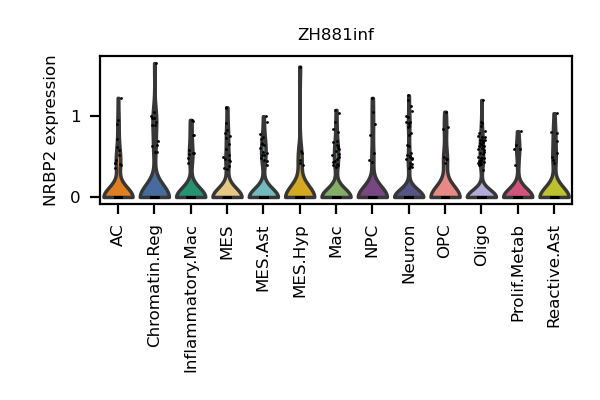 ZH881inf
NRBP2 expression
1
0
AC
Chromatin.Reg
Inflammatory.Mac
MES
MES.Ast
MES.Hyp
Mac
NPC
Neuron
OPC
Oligo
Prolif.Metab
Reactive.Ast